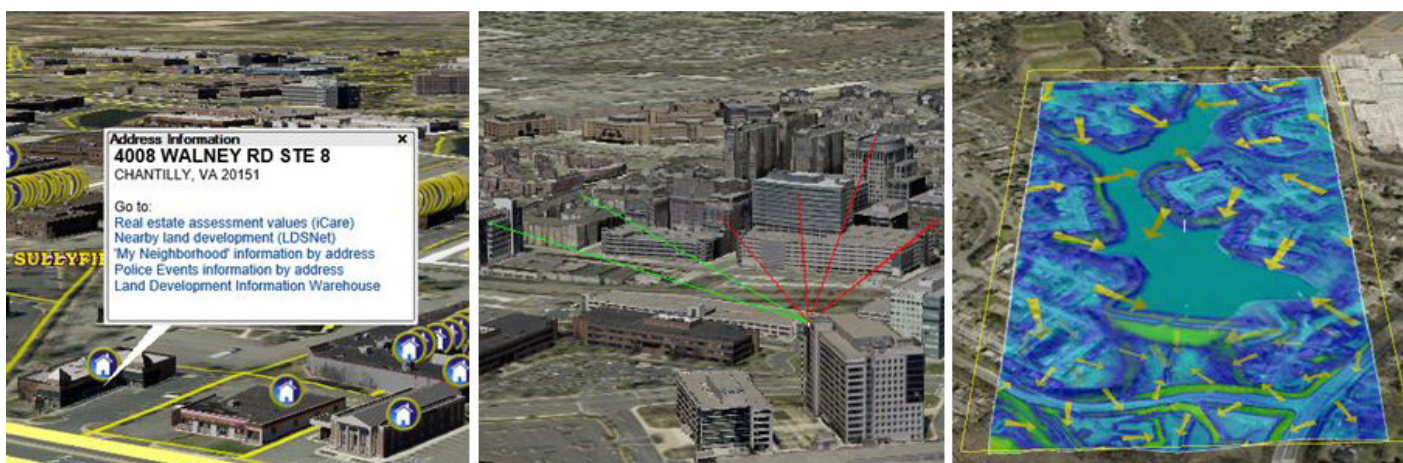 Address Information
4008 WALNEY RD STE 8
CHANTILLY, VA 20151
Go to:
Real estate assessment values (iCare)
Nearby land development (LDSNet)
'My Neighborhood' information by address
Police Events information by address
Land Development Information Warehouse